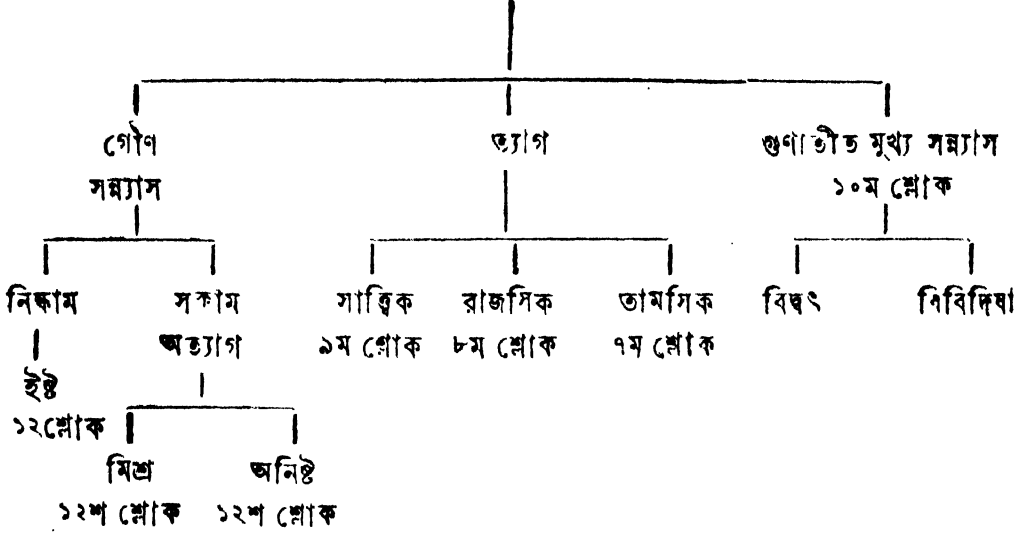 গৌণ
সন্ন্যাস
ত্যাগ
গুণাতীত মুখ্য সন্ন্যাস
১০ম শ্লোক
নিষ্কাম
ইষ্ট
১২শ্লোক
সকাম
অত্যাগ
মিশ্র
১২শ শ্লোক
অনিষ্ট
১২শ শ্লোক
সাত্ত্বিক
৯ম শ্লোক
রাজসিক
৮ম শ্লোক
তামসিক
৭ম শ্লোক
বিদ্বৎ
বিবিদিষা